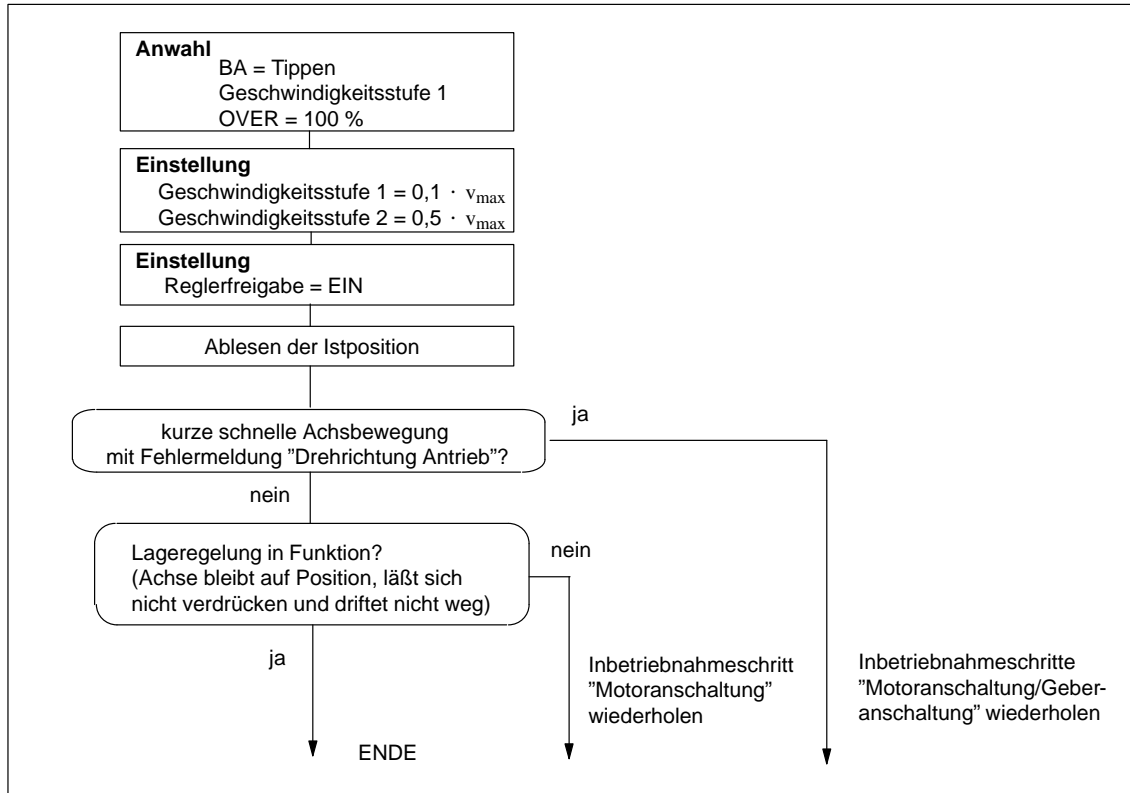 Anwahl
BA = Tippen
Geschwindigkeitsstufe 1
OVER = 100 %
Einstellung
Geschwindigkeitsstufe 1 = 0,1 · vmax
Geschwindigkeitsstufe 2 = 0,5 · vmax
Einstellung
Reglerfreigabe = EIN
Ablesen der Istposition
kurze schnelle Achsbewegung
mit Fehlermeldung ”Drehrichtung Antrieb”?
ja
nein
Lageregelung in Funktion?
(Achse bleibt auf Position, läßt sich
nicht verdrücken und driftet nicht weg)
nein
ja
Inbetriebnahmeschritt
”Motoranschaltung”
wiederholen
Inbetriebnahmeschritte
”Motoranschaltung/Geber-
anschaltung” wiederholen
ENDE